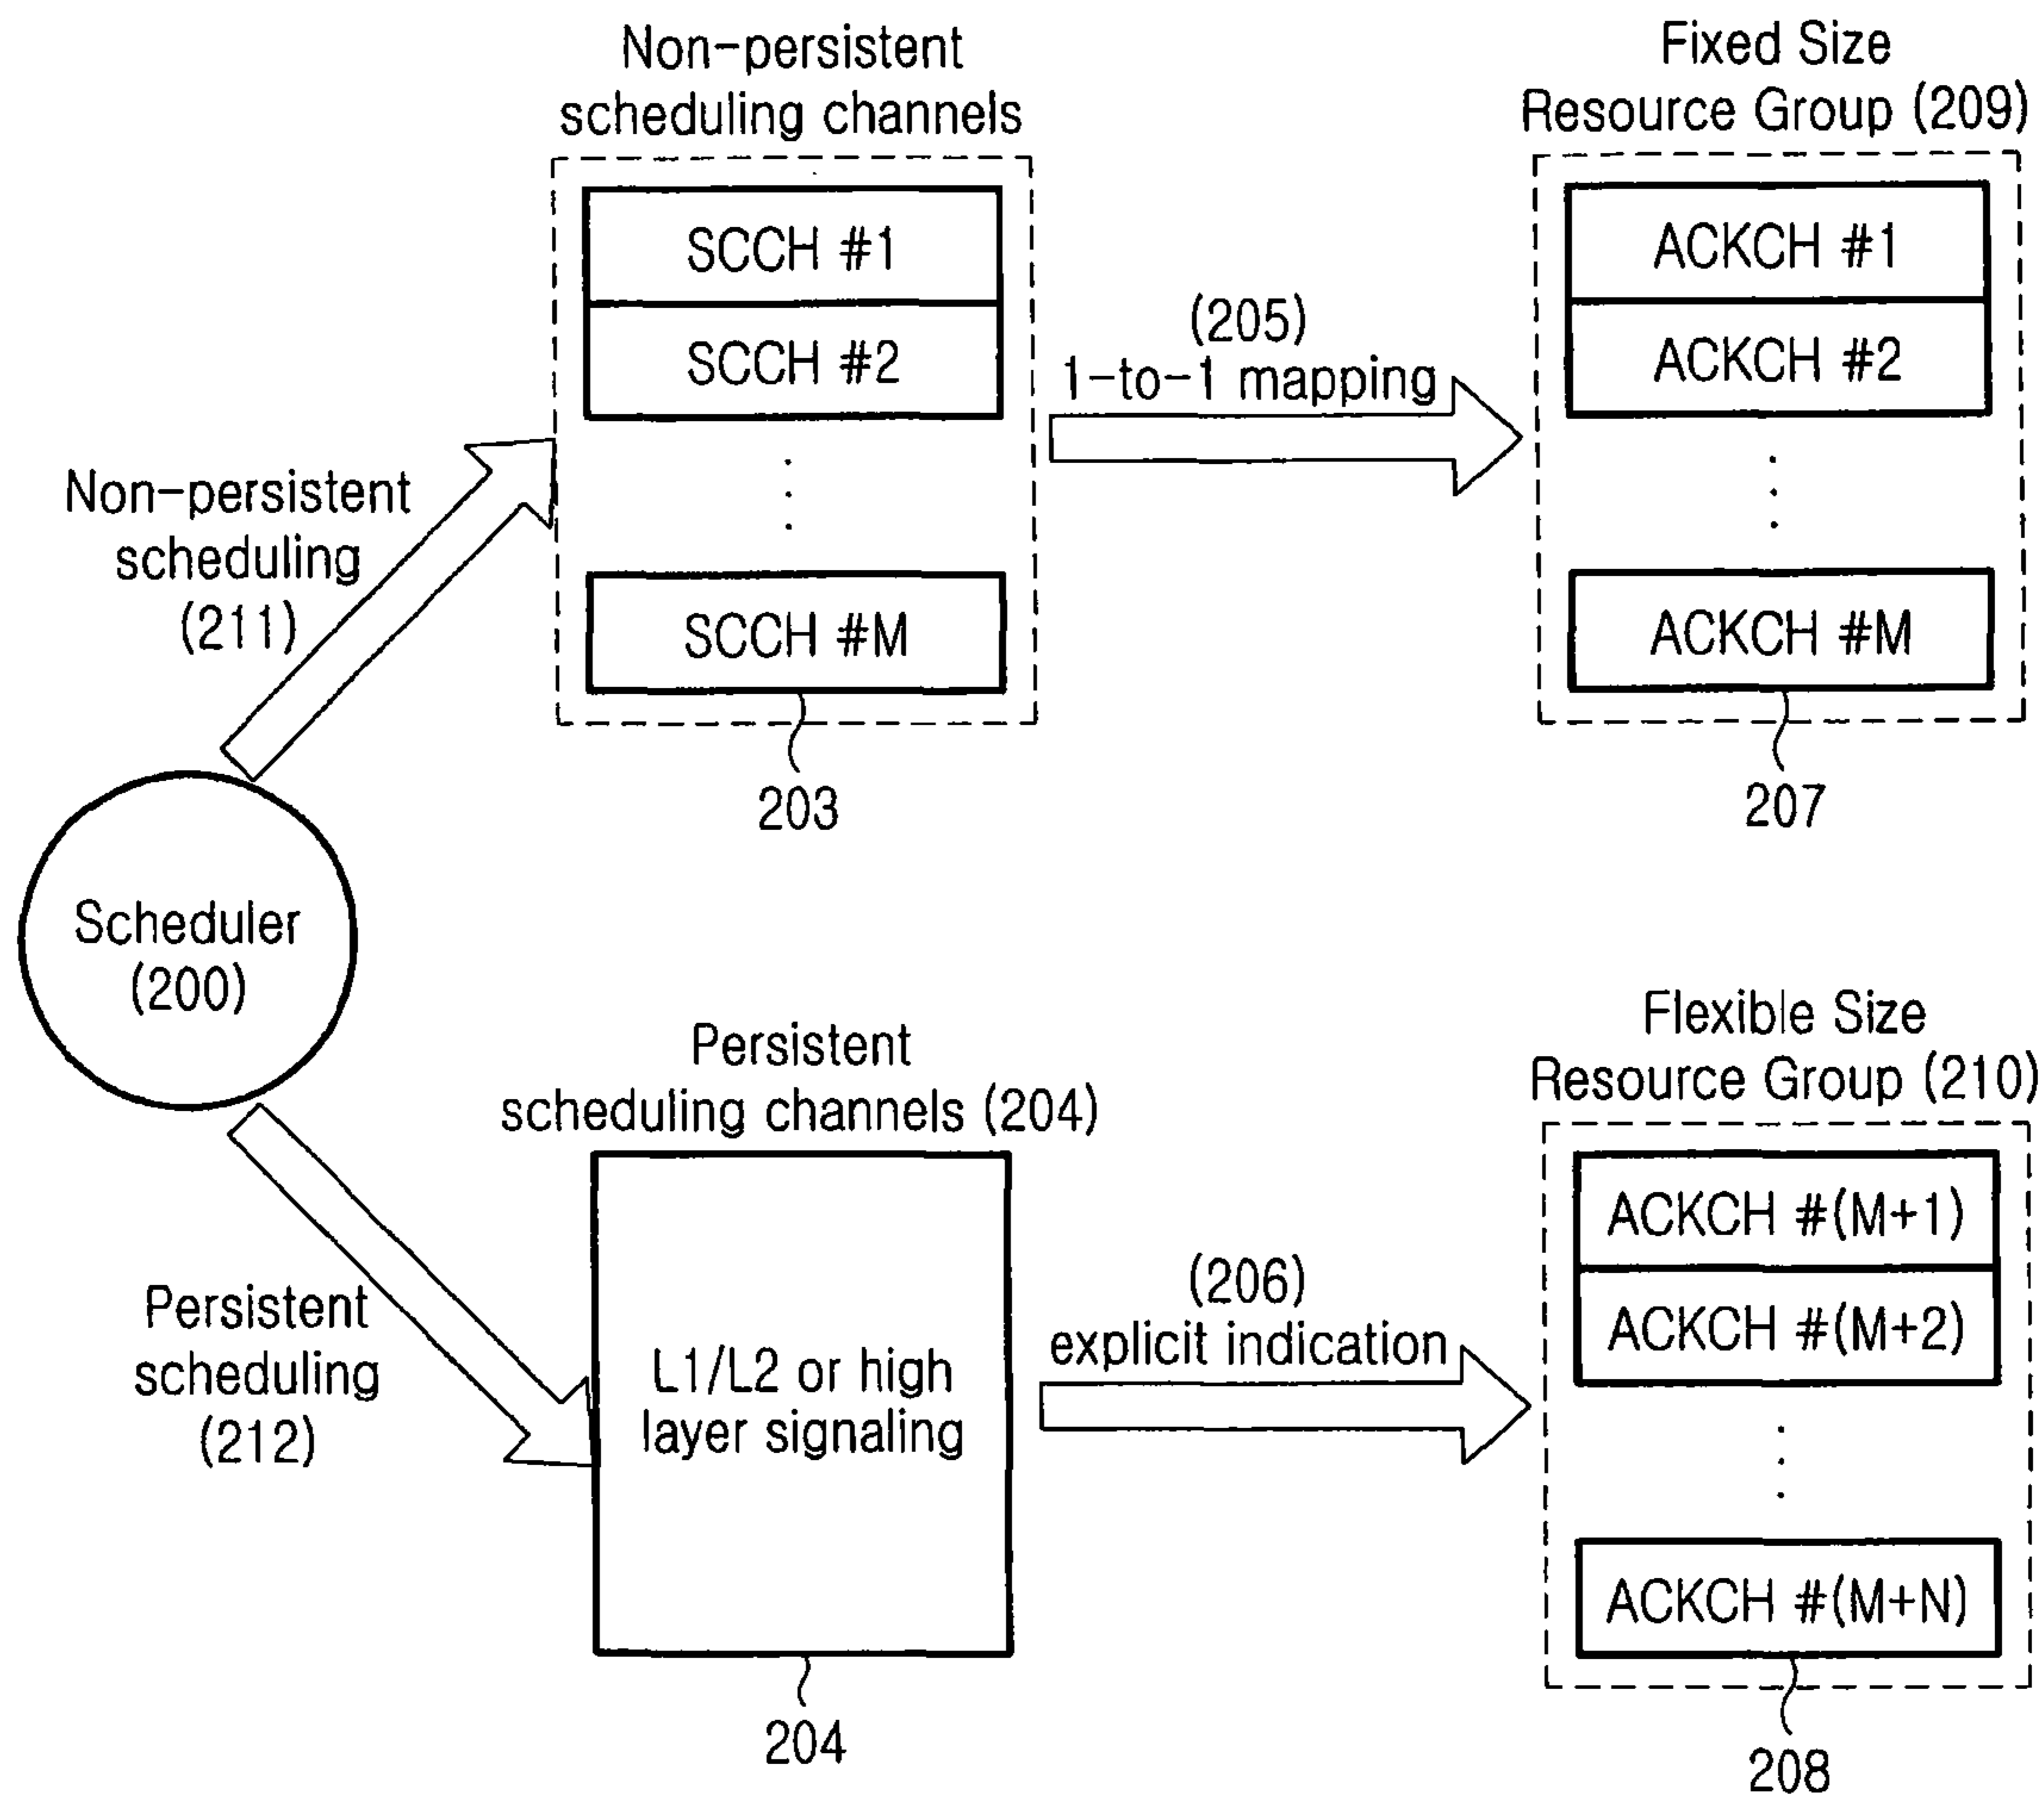 Non-persistent
scheduling channels
SCCH #1
SCCH #2
SCCH #M
203
(205)
1-to-1 mapping
Fixed Size
Resource Group (209)
ACKCH #1
ACKCH #2
ACKCH #M
207
Non-persistent
scheduling
(211)
Scheduler
(200)
Persistent
scheduling
(212)
Persistent
scheduling channels (204)
L1/L2 or high
layer signaling
204
(206)
explicit indication
Flexible Size
Resource Group (210)
ACKCH #(M+1)
ACKCH #(M+2)
ACKCH #(M+N)
208